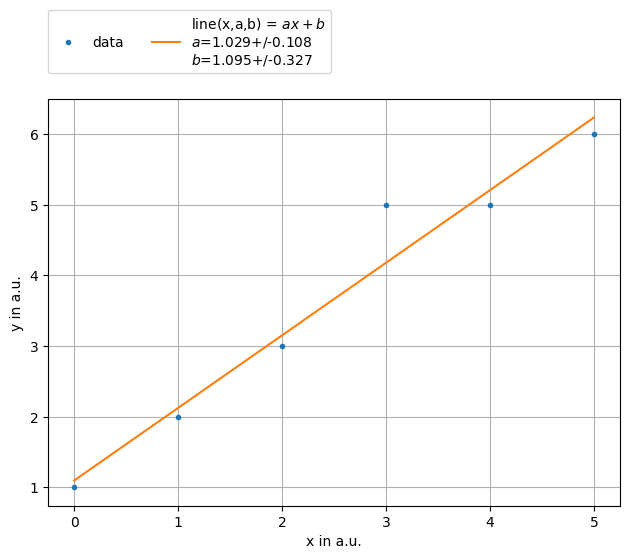 data
line(x,a,b) = ax + b
a=1.029+/-0.108
b=1.095+/-0.327
6
5
4
3
2
1
y in a.u.
0 1 2 3 4 5
x in a.u.